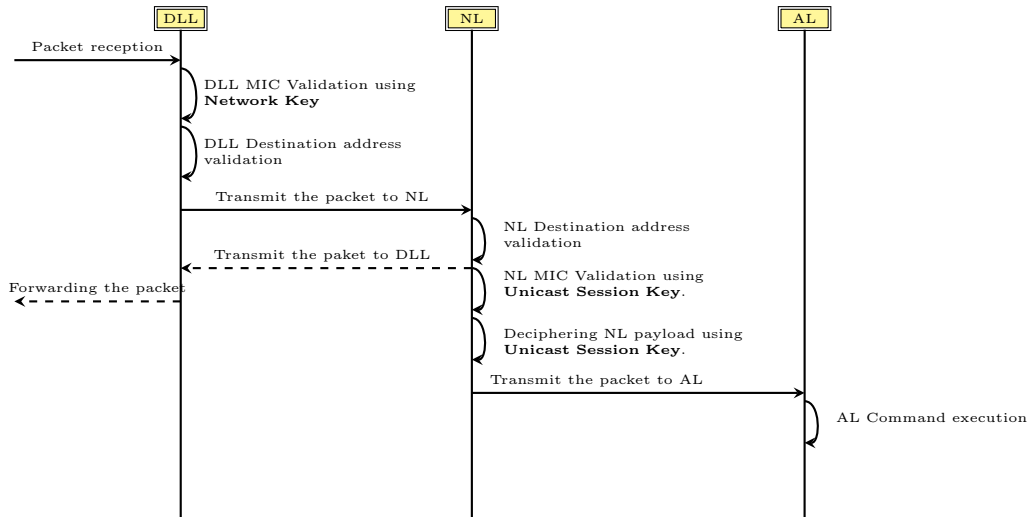 DLL
NL
AL
Packet reception
DLL MIC Validation using
Network Key
DLL Destination address
validation
Transmit the packet to NL
NL Destination address
validation
Transmit the paket to DLL
NL MIC Validation using
Unicast Session Key.
Forwarding the packet
Deciphering NL payload using
Unicast Session Key.
Transmit the packet to AL
AL Command execution